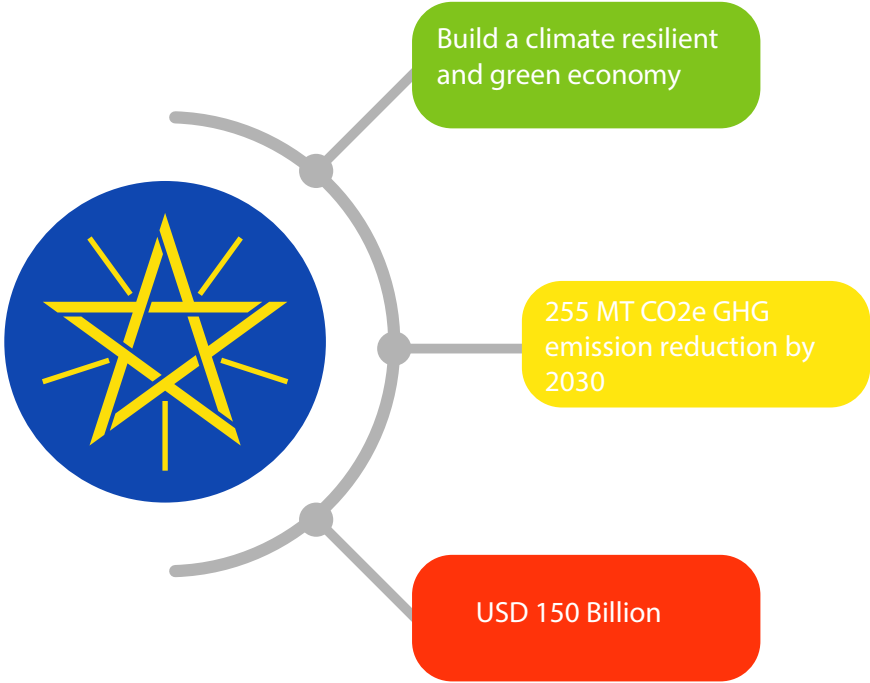 Build a climate resilient
and green economy
255 MT CO2e GHG
emission reduction by
2030
USD 150 Billion